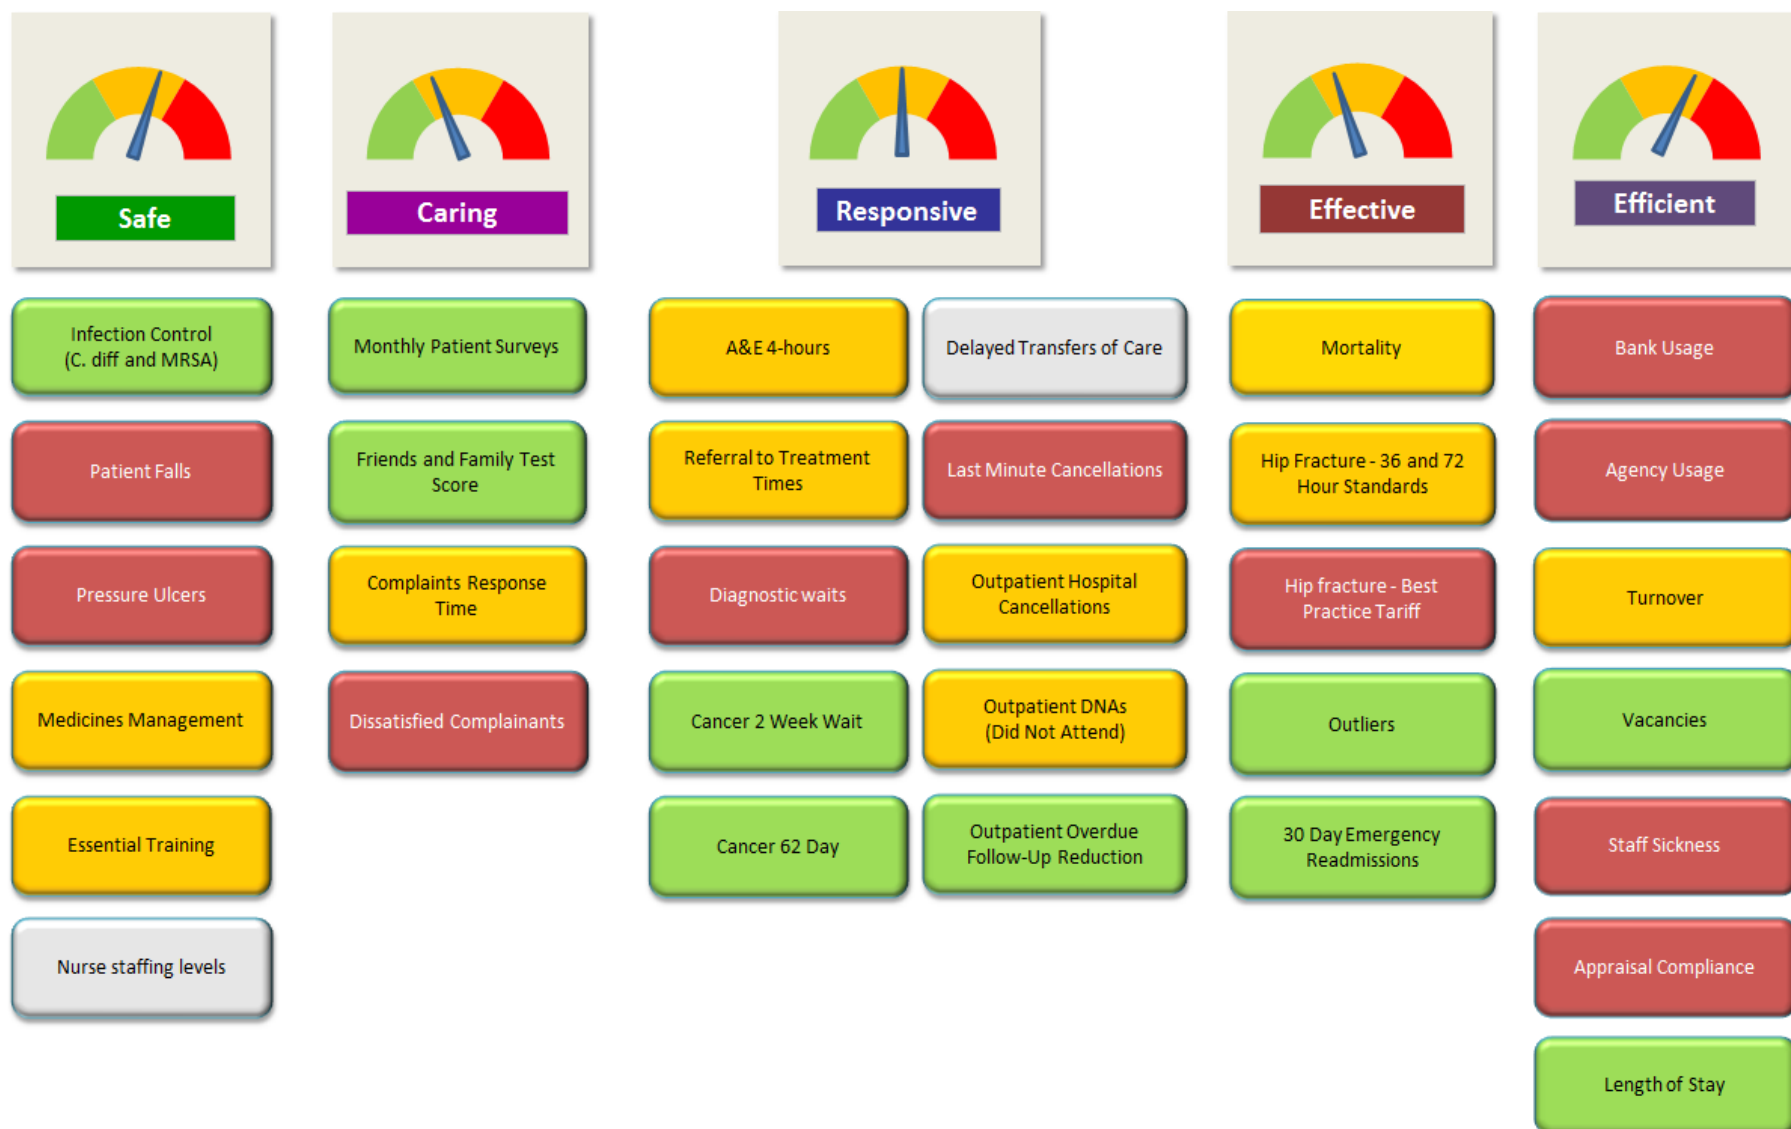 Safe
Caring
Responsive
Effective
Efficient
Infection Control
(C. diff and MRSA)
Patient Falls
Pressure Ulcers
Medicines Management
Essential Training
Nurse staffing levels
Monthly Patient Surveys
Friends and Family Test
Score
Complaints Response
Time
Dissatisfied Complainants
A&E 4-hours
Referral to Treatment
Times
Diagnostic waits
Cancer 2 Week Wait
Cancer 62 Day
Delayed Transfers of Care
Last Minute Cancellations
Outpatient Hospital
Cancellations
Outpatient DNAs
(Did Not Attend)
Outpatient Overdue
Follow-Up Reduction
Mortality
Hip Fracture - 36 and 72
Hour Standards
Hip fracture - Best
Practice Tariff
Outliers
30 Day Emergency
Readmissions
Bank Usage
Agency Usage
Turnover
Vacancies
Staff Sickness
Appraisal Compliance
Length of Stay